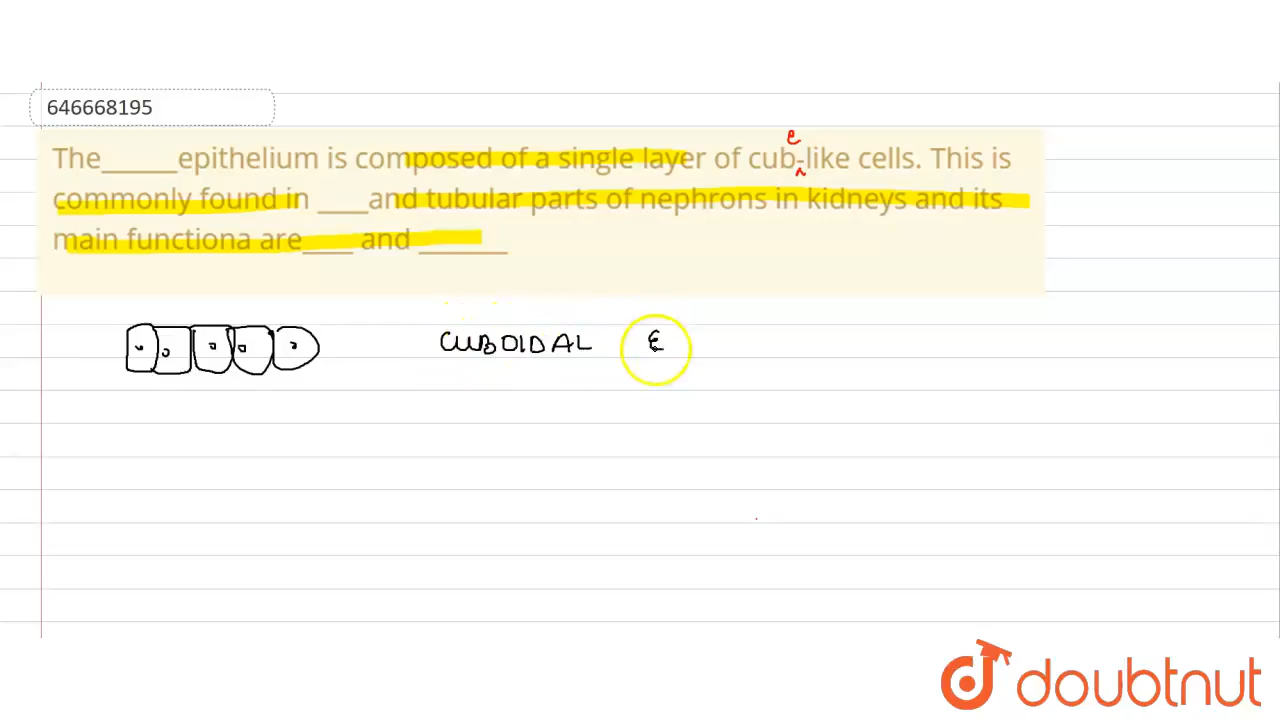 646668195
The______epithelium is composed of a single layer of cub-like cells. This is
e
commonly found in ____and tubular parts of nephrons in kidneys and its
main functiona are____ and _______
CUBOIDAL E
doubtnut